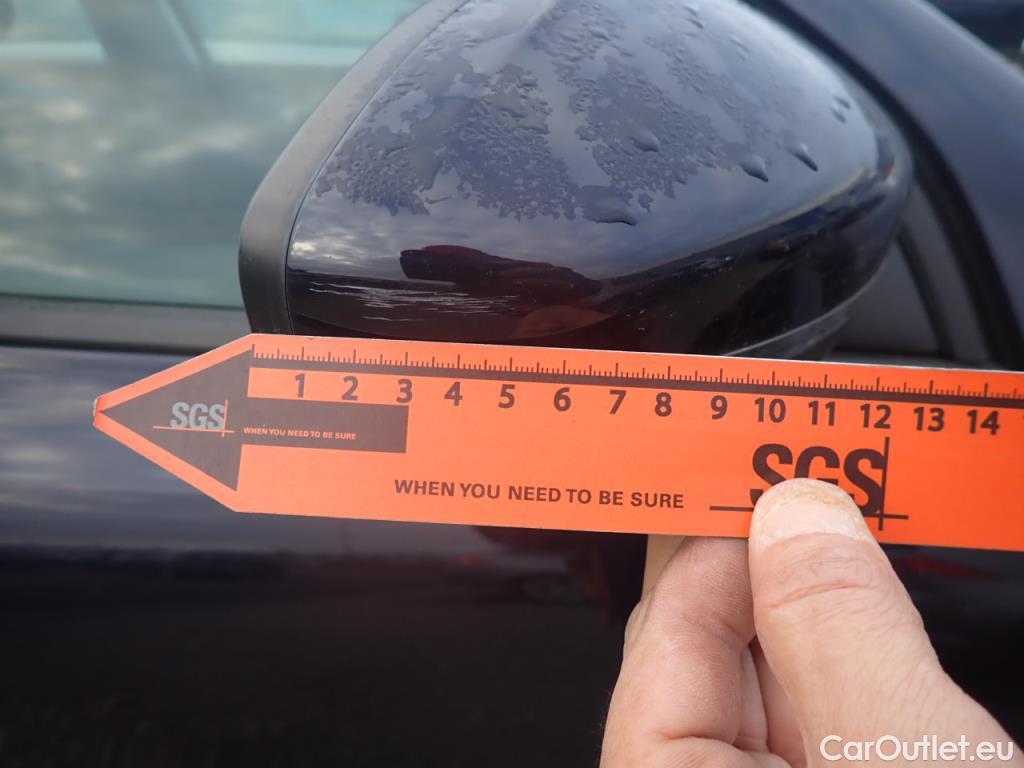 1 2 3 4 5 6 7 8 9 10 11 12 13 14
SGS
WHEN YOU NEED TO BE SURE
SGS
WHEN YOU NEED TO BE SURE
CarOutlet.eu